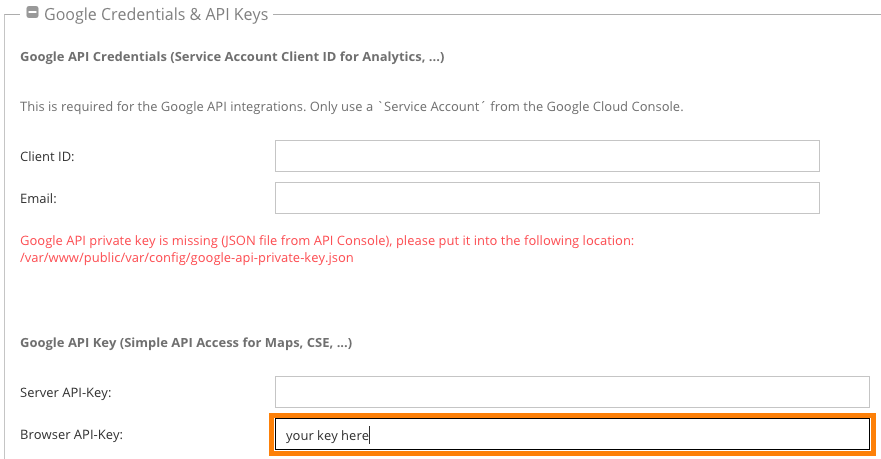 Google Credentials & API Keys
Google API Credentials (Service Account Client ID for Analytics, ...)
This is required for the Google API integrations. Only use a `Service Account´ from the Google Cloud Console.
Client ID:
Email:
Google API private key is missing (JSON file from API Console), please put it into the following location:
/var/www/public/var/config/google-api-private-key.json
Google API Key (Simple API Access for Maps, CSE, ...)
Server API-Key:
Browser API-Key: your key here